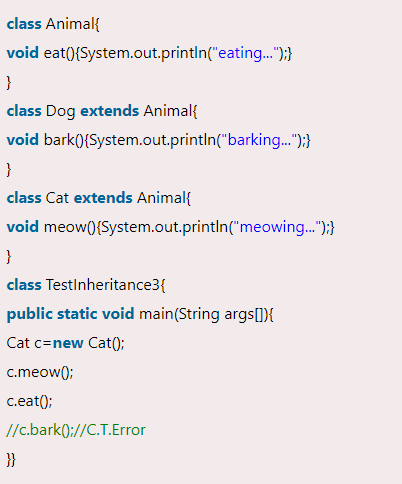 class Animal{
void eat(){System.out.println("eating...");}
}
class Dog extends Animal{
void bark(){System.out.println("barking...");}
}
class Cat extends Animal{
void meow(){System.out.println("meowing...");}
}
class TestInheritance3{
public static void main(String args[]){
Cat c=new Cat();
c.meow();
c.eat();
//c.bark();//C.T.Error
}}